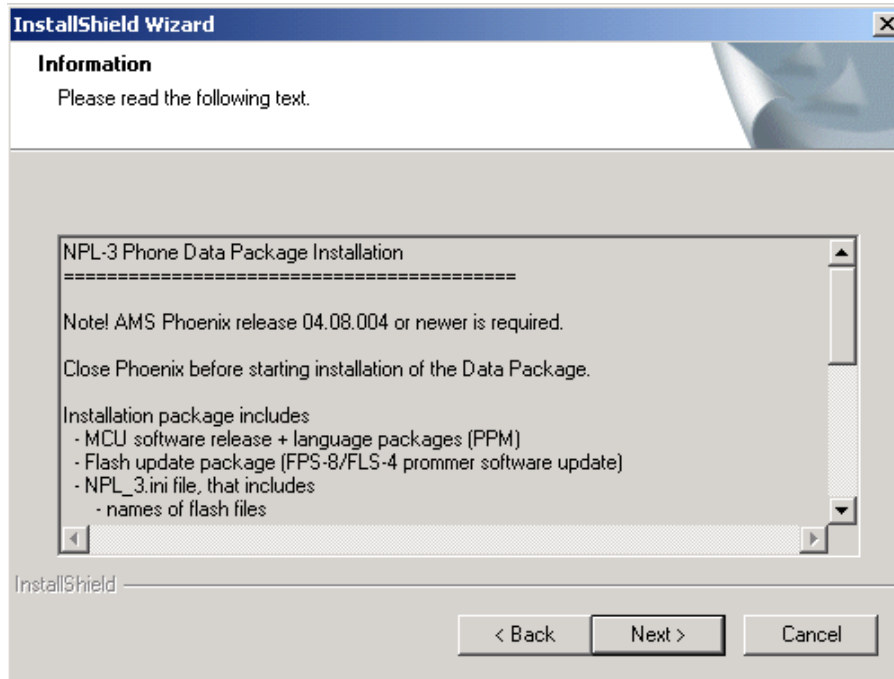 InstallShield Wizard
Information
Please read the following text.
NPL-3 Phone Data Package Installation
==========================================
Note! AMS Phoenix release 04.08.004 or newer is required.
Close Phoenix before starting installation of the Data Package.
Installation package includes
- MCU software release + language packages (PPM)
- Flash update package (FPS-8/FLS-4 prommer software update)
- NPL_3.ini file, that includes
- names of flash files
InstallShield
< Back
Next >
Cancel